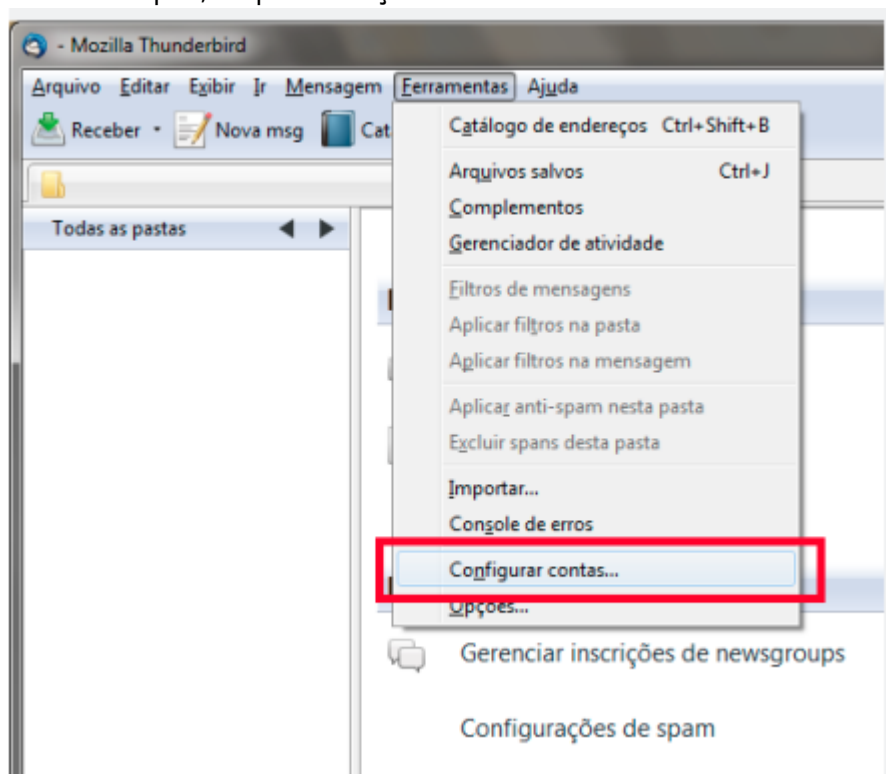 - Mozilla Thunderbird
Arquivo Editar Exibir Ir Mensagem Ferramentas Ajuda
Receber Nova msg Cat
Catálogo de endereços Ctrl+Shift+B
Arquivos salvos Ctrl+J
Complementos
Gerenciador de atividade
Todas as pastas
Filtros de mensagens
Aplicar filtros na pasta
Aplicar filtros na mensagem
Aplicar anti-spam nesta pasta
Excluir spans desta pasta
Importar...
Console de erros
Configurar contas...
Opções...
Gerenciar inscrições de newsgroups
Configurações de spam